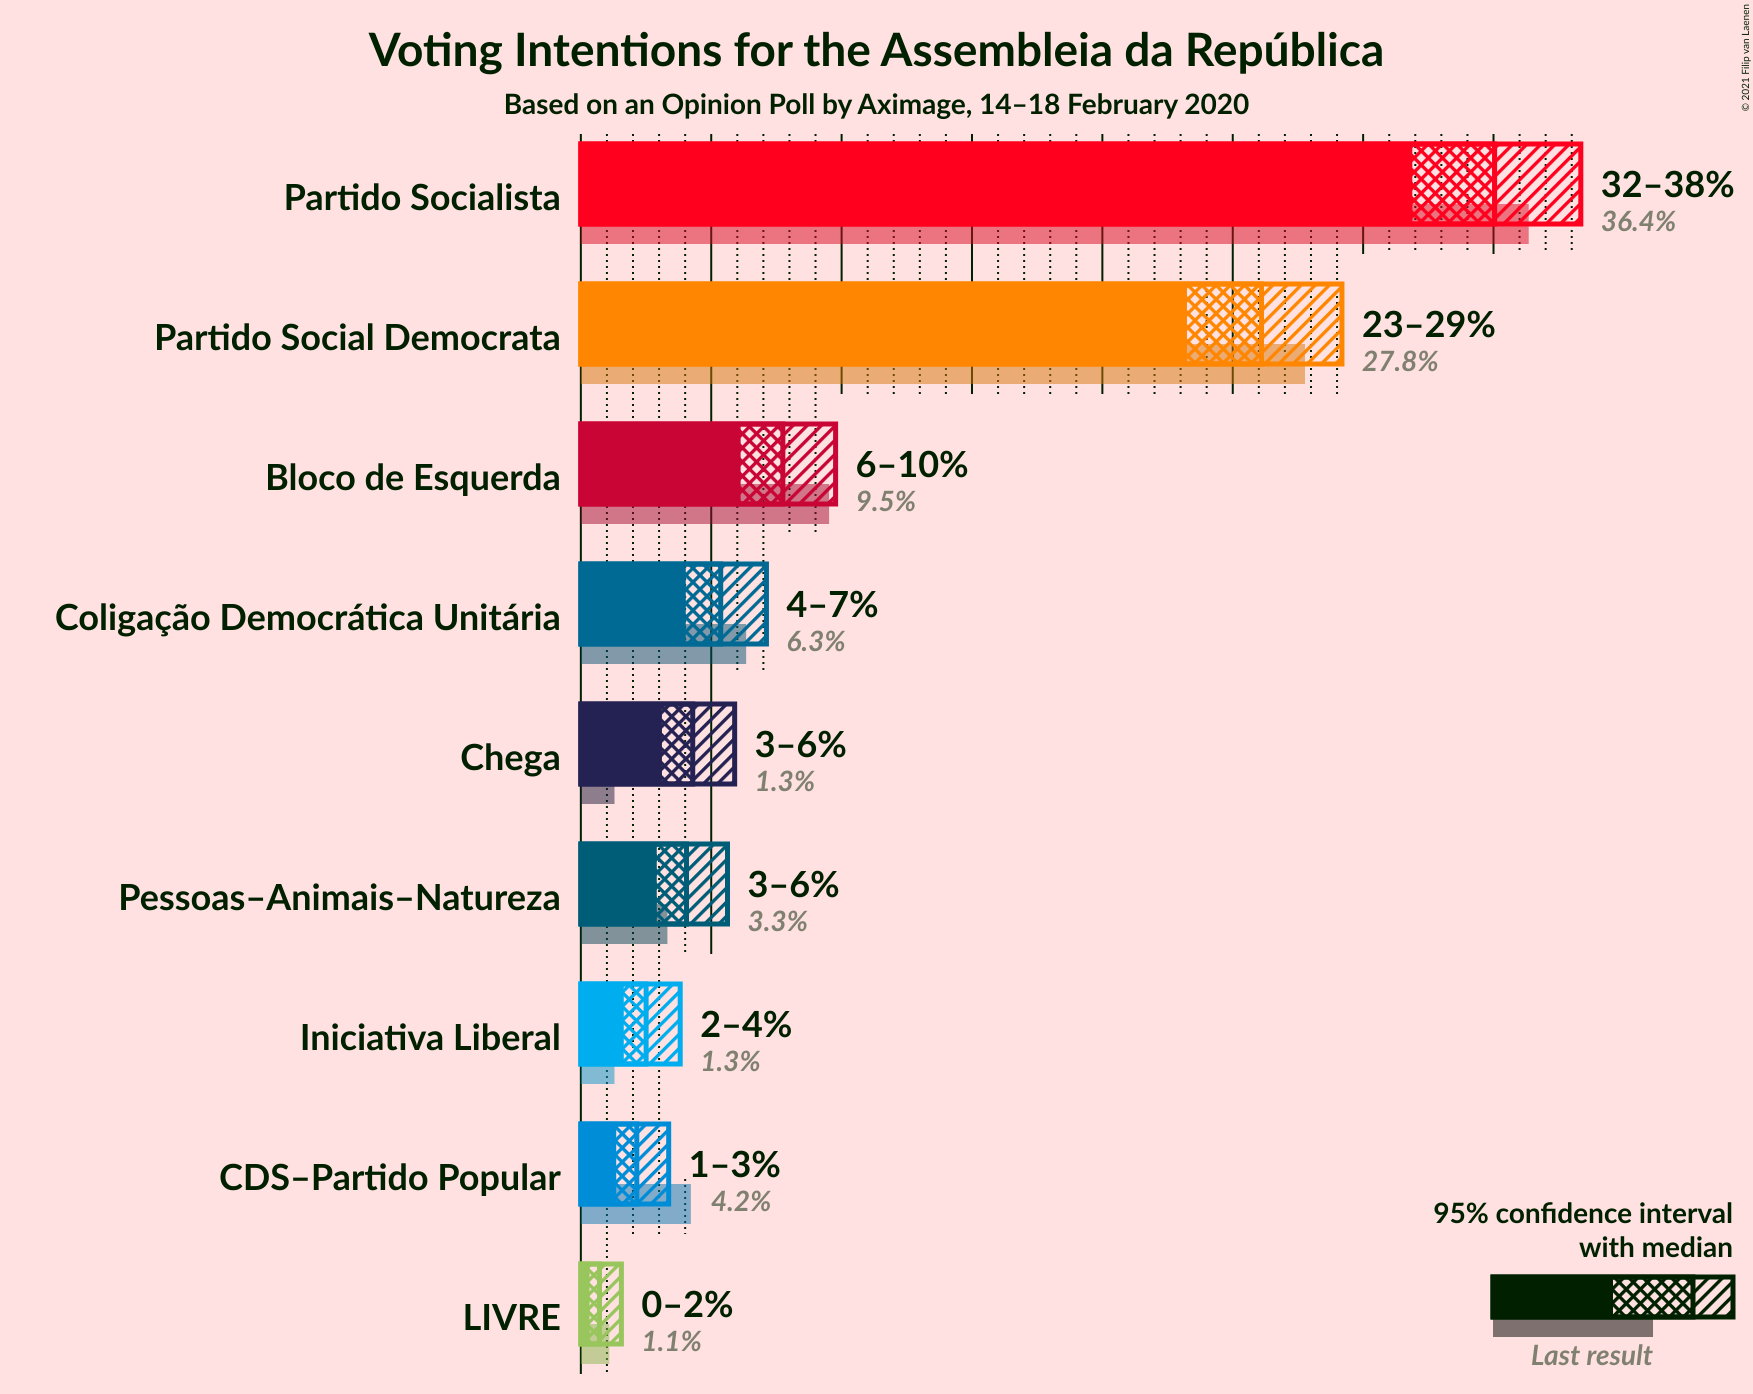 Voting Intentions for the Assembleia da República
Based on an Opinion Poll by Aximage, 14–18 February 2020
© 2021 Filip van Laenen
Partido Socialista
32–38%
36.4%
Partido Social Democrata
23–29%
27.8%
Bloco de Esquerda
6–10%
9.5%
Coligação Democrática Unitária
4–7%
6.3%
Chega
3–6%
1.3%
Pessoas–Animais–Natureza
3–6%
3.3%
Iniciativa Liberal
2–4%
1.3%
CDS–Partido Popular
1–3%
4.2%
LIVRE
0–2%
1.1%
95% confidence interval
with median
Last result